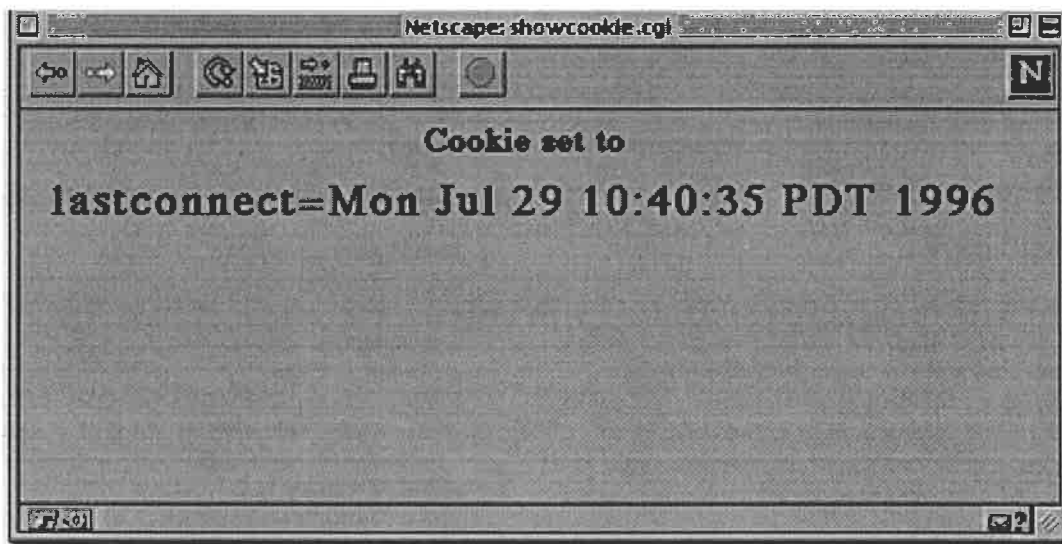 Netscape: showcookie.cgi
N
Cookie set to
lastconnect=Mon Jul 29 10:40:35 PDT 1996
?